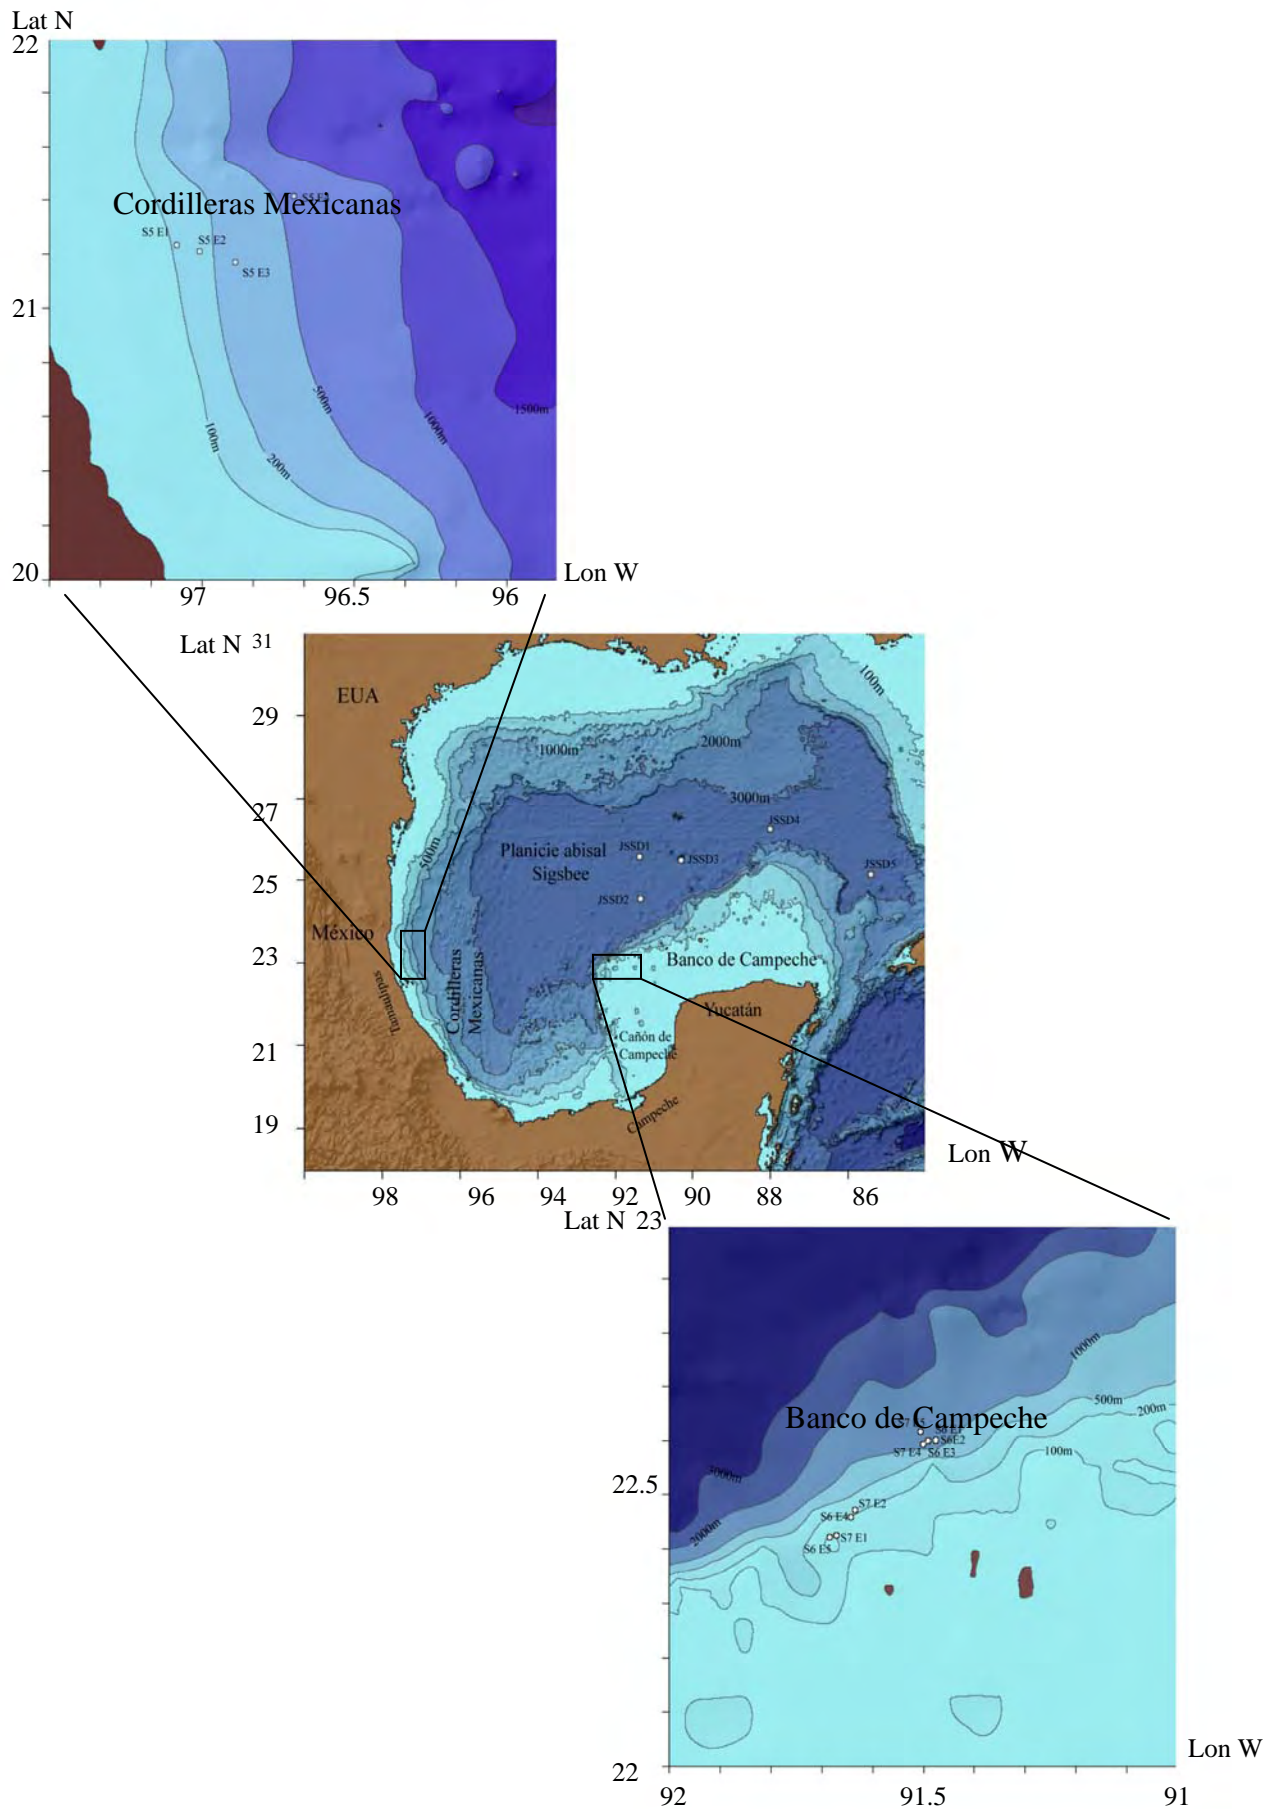 Lat N
22
Cordilleras Mexicanas
S5 E1
S5 E2
S5 E3
21
500m
100m
200m
1000m
1500m
20
Lon W
97
96.5
96
Lat N 31
EUA
100m
29
1000m
2000m
27
3000m
500m
JSSD4
Planicie abisal
Sigsbee
JSSD1
JSSD3
JSSD5
25
JSSD2
México
23
Cordilleras
Mexicanas
Banco de Campeche
Tamaulipas
Yucatán
21
Cañón de
Campeche
19
Campeche
Lon W
98
96
94
92
90
88
86
Lat N 23
1000m
500m
200m
Banco de Campeche
S6E2
S7 E4
S6 E3
100m
3000m
22.5
S7 E2
S6 E4
2000m
S7 E1
S6 E5
22
Lon W
92
91.5
91